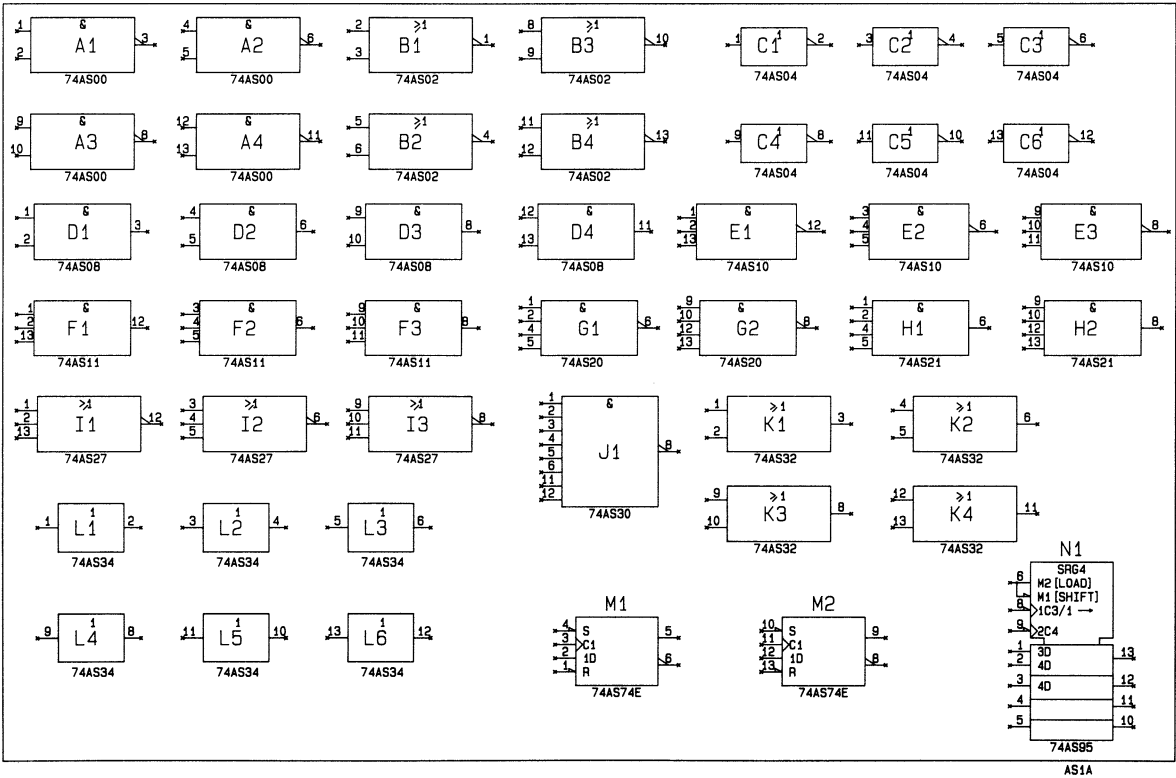 & & ≥1 ≥1
1 A1 3 4 A2 6 2 B1 1 8 B3 10 1 C1 1 2 3 C2 1 4 5 C3 1 6
2 5 3 9
74AS00 74AS00 74AS02 74AS02 74AS04 74AS04 74AS04
& & ≥1 ≥1
9 A3 8 12 A4 11 5 B2 4 11 B4 13 9 C4 1 8 11 C5 1 10 13 C6 1 12
10 13 6 12
74AS00 74AS00 74AS02 74AS02 74AS04 74AS04 74AS04
& & & & & & &
1 D1 3 4 D2 6 9 D3 8 12 D4 11 1 E1 12 3 E2 6 9 E3 8
2 5 10 13 2 4 10
13 5 11
74AS08 74AS08 74AS08 74AS08 74AS10 74AS10 74AS10
& & & & & & &
1 F1 12 3 F2 6 9 F3 8 1 G1 6 9 G2 8 1 H1 6 9 H2 8
2 4 10 2 10 2 10
13 5 11 4 12 4 12
5 13 5 13
74AS11 74AS11 74AS11 74AS20 74AS20 74AS21 74AS21
≥1 ≥1 ≥1 & ≥1 ≥1
1 I1 12 3 I2 6 9 I3 8 1 J1 8 1 K1 3 4 K2 6
2 4 10 2 2 5
13 5 11 3
74AS27 74AS27 74AS27 4 74AS32 74AS32
5
6
11
12
74AS30
≥1 ≥1
9 K3 8 12 K4 11
10 13
74AS32 74AS32
1 L1 1 2 3 L2 1 4 5 L3 1 6
74AS34 74AS34 74AS34
9 L4 1 8 11 L5 1 10 13 L6 1 12
74AS34 74AS34 74AS34
M1
4 S 5
3 C1
2 1D 6
1 R
74AS74E
M2
10 S 9
11 C1
12 1D 8
13 R
74AS74E
N1
SRG4
6 M2 [LOAD]
M1 [SHIFT]
8 1C3/1 →
9 2C4
1 3D 13
2 4D
3 4D 12
4 11
5 10
74AS95
AS1A